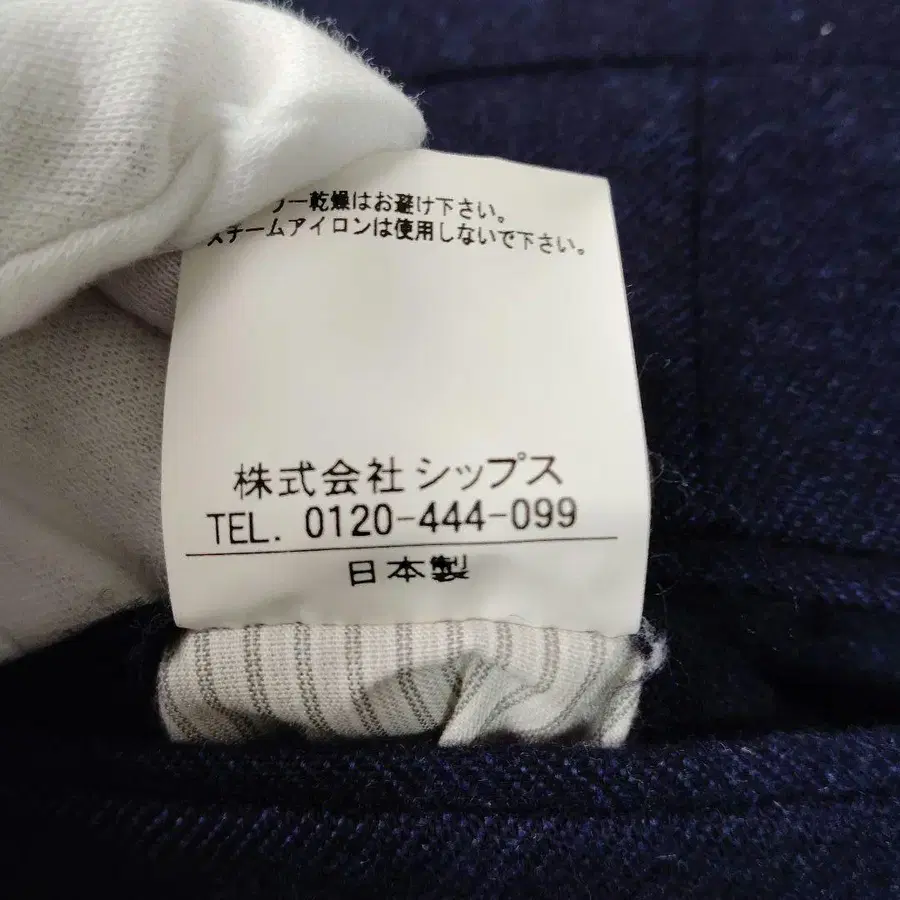 ー乾燥はお避け下さい。
スチームアイロンは使用しないで下さい。
株式会社 シップス
TEL. 0120-444-099
日本製